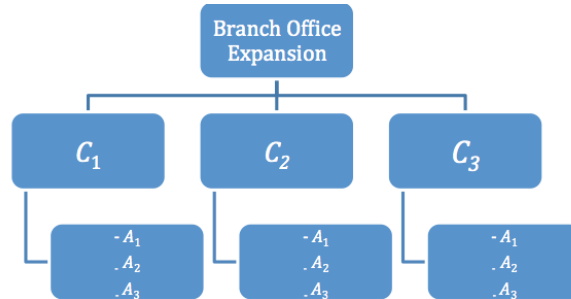 Branch Office
Expansion
C₁
C₂
C₃
- A₁
- A₂
- A₃
- A₁
- A₂
- A₃
- A₁
- A₂
- A₃